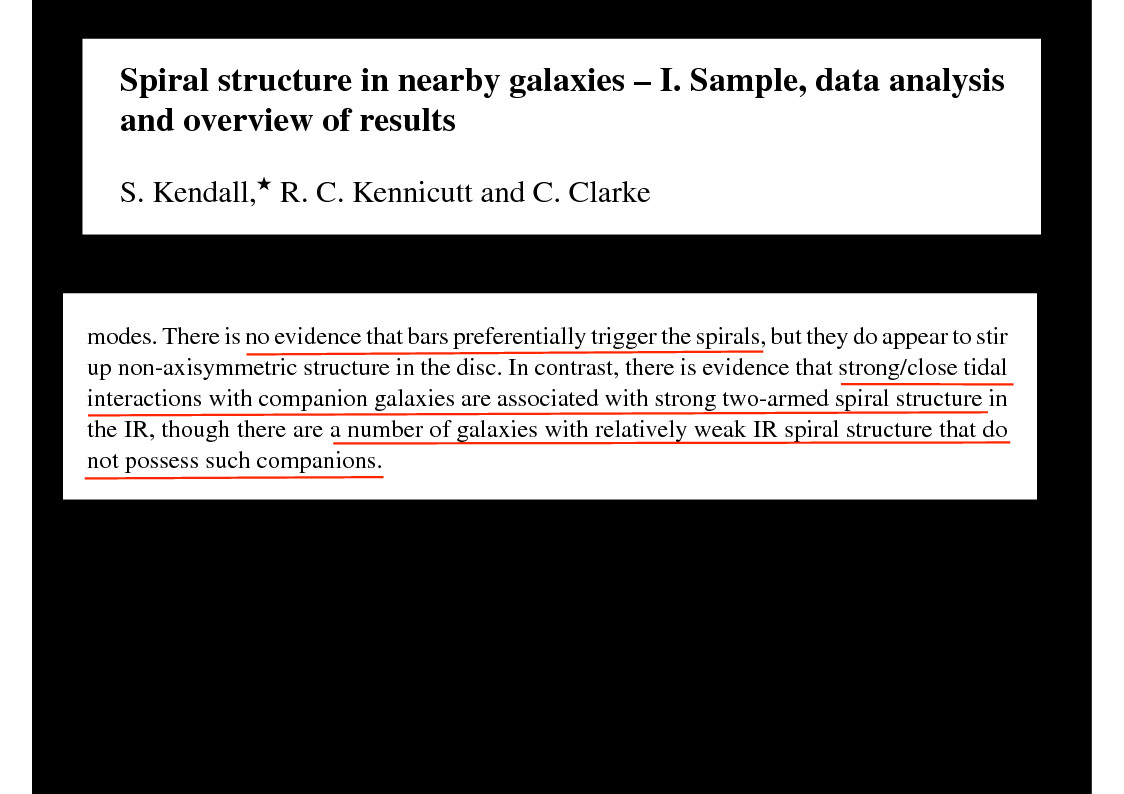 Spiral structure in nearby galaxies – I. Sample, data analysis
and overview of results
S. Kendall,★ R. C. Kennicutt and C. Clarke
modes. There is no evidence that bars preferentially trigger the spirals, but they do appear to stir
up non-axisymmetric structure in the disc. In contrast, there is evidence that strong/close tidal
interactions with companion galaxies are associated with strong two-armed spiral structure in
the IR, though there are a number of galaxies with relatively weak IR spiral structure that do
not possess such companions.